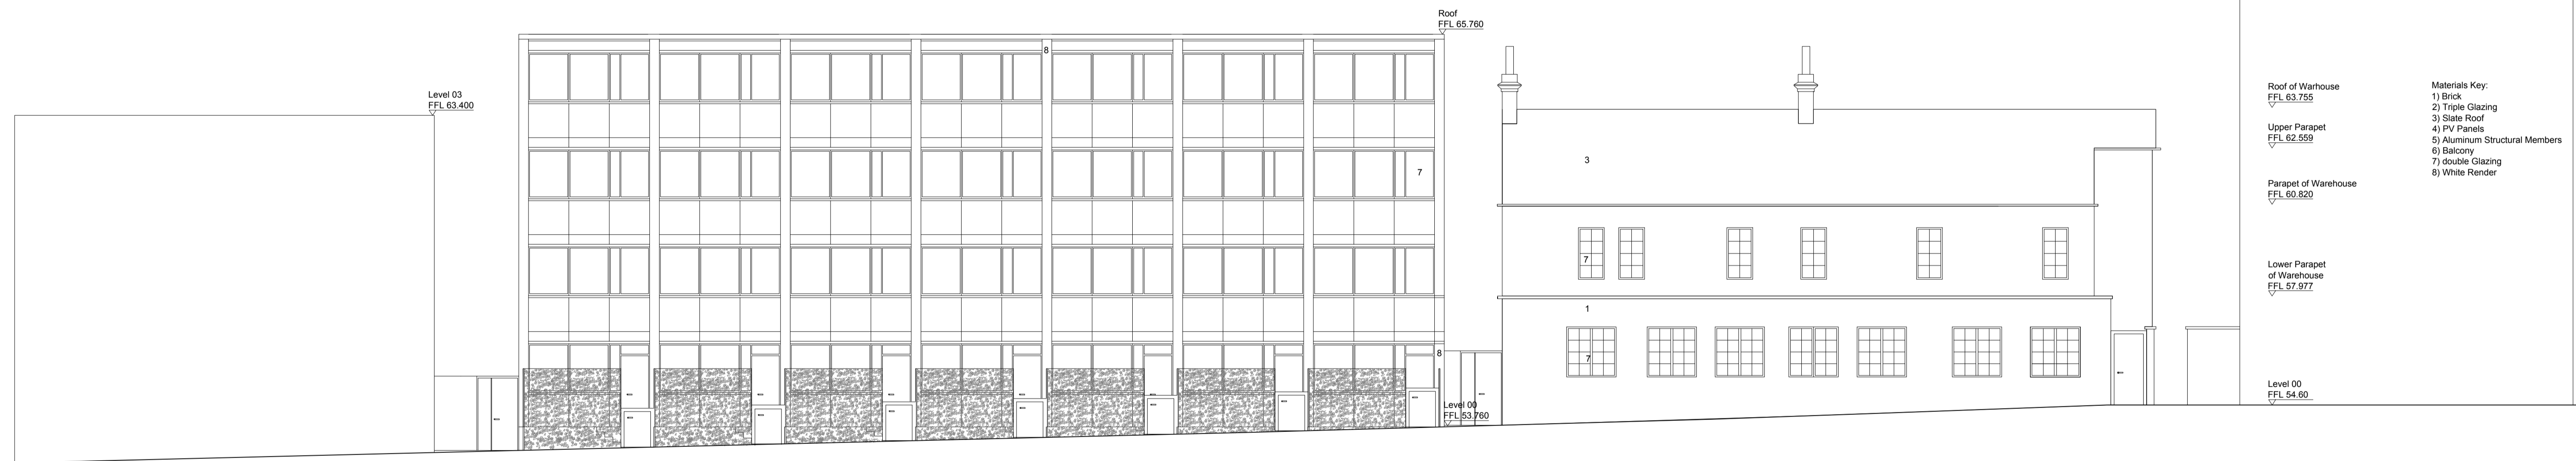 Roof
FFL 65.760
8
Level 03
FFL 63.400
7
8
Level 00
FFL 53.760
3
7
1
7
Roof of Warhouse
FFL 63.755
Upper Parapet
FFL 62.559
Parapet of Warehouse
FFL 60.820
Lower Parapet
of Warehouse
FFL 57.977
Level 00
FFL 54.60
Materials Key:
1) Brick
2) Triple Glazing
3) Slate Roof
4) PV Panels
5) Aluminum Structural Members
6) Balcony
7) double Glazing
8) White Render